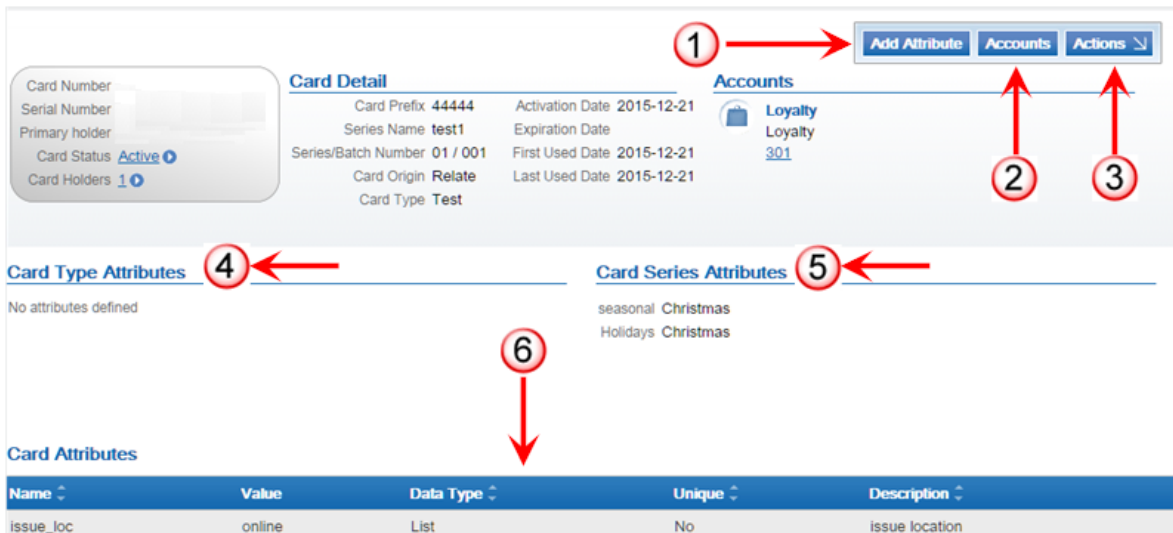 1
Add Attribute Accounts Actions
Card Number
Serial Number
Primary holder
Card Status Active
Card Holders 1
Card Detail
Card Prefix 44444
Series Name test1
Series/Batch Number 01 / 001
Card Origin Relate
Card Type Test
Activation Date 2015-12-21
Expiration Date
First Used Date 2015-12-21
Last Used Date 2015-12-21
Accounts
Loyalty
Loyalty
301
2
3
Card Type Attributes
4
No attributes defined
Card Series Attributes
5
seasonal Christmas
Holidays Christmas
6
Card Attributes
Name Value Data Type Unique Description
issue_loc online List No issue location